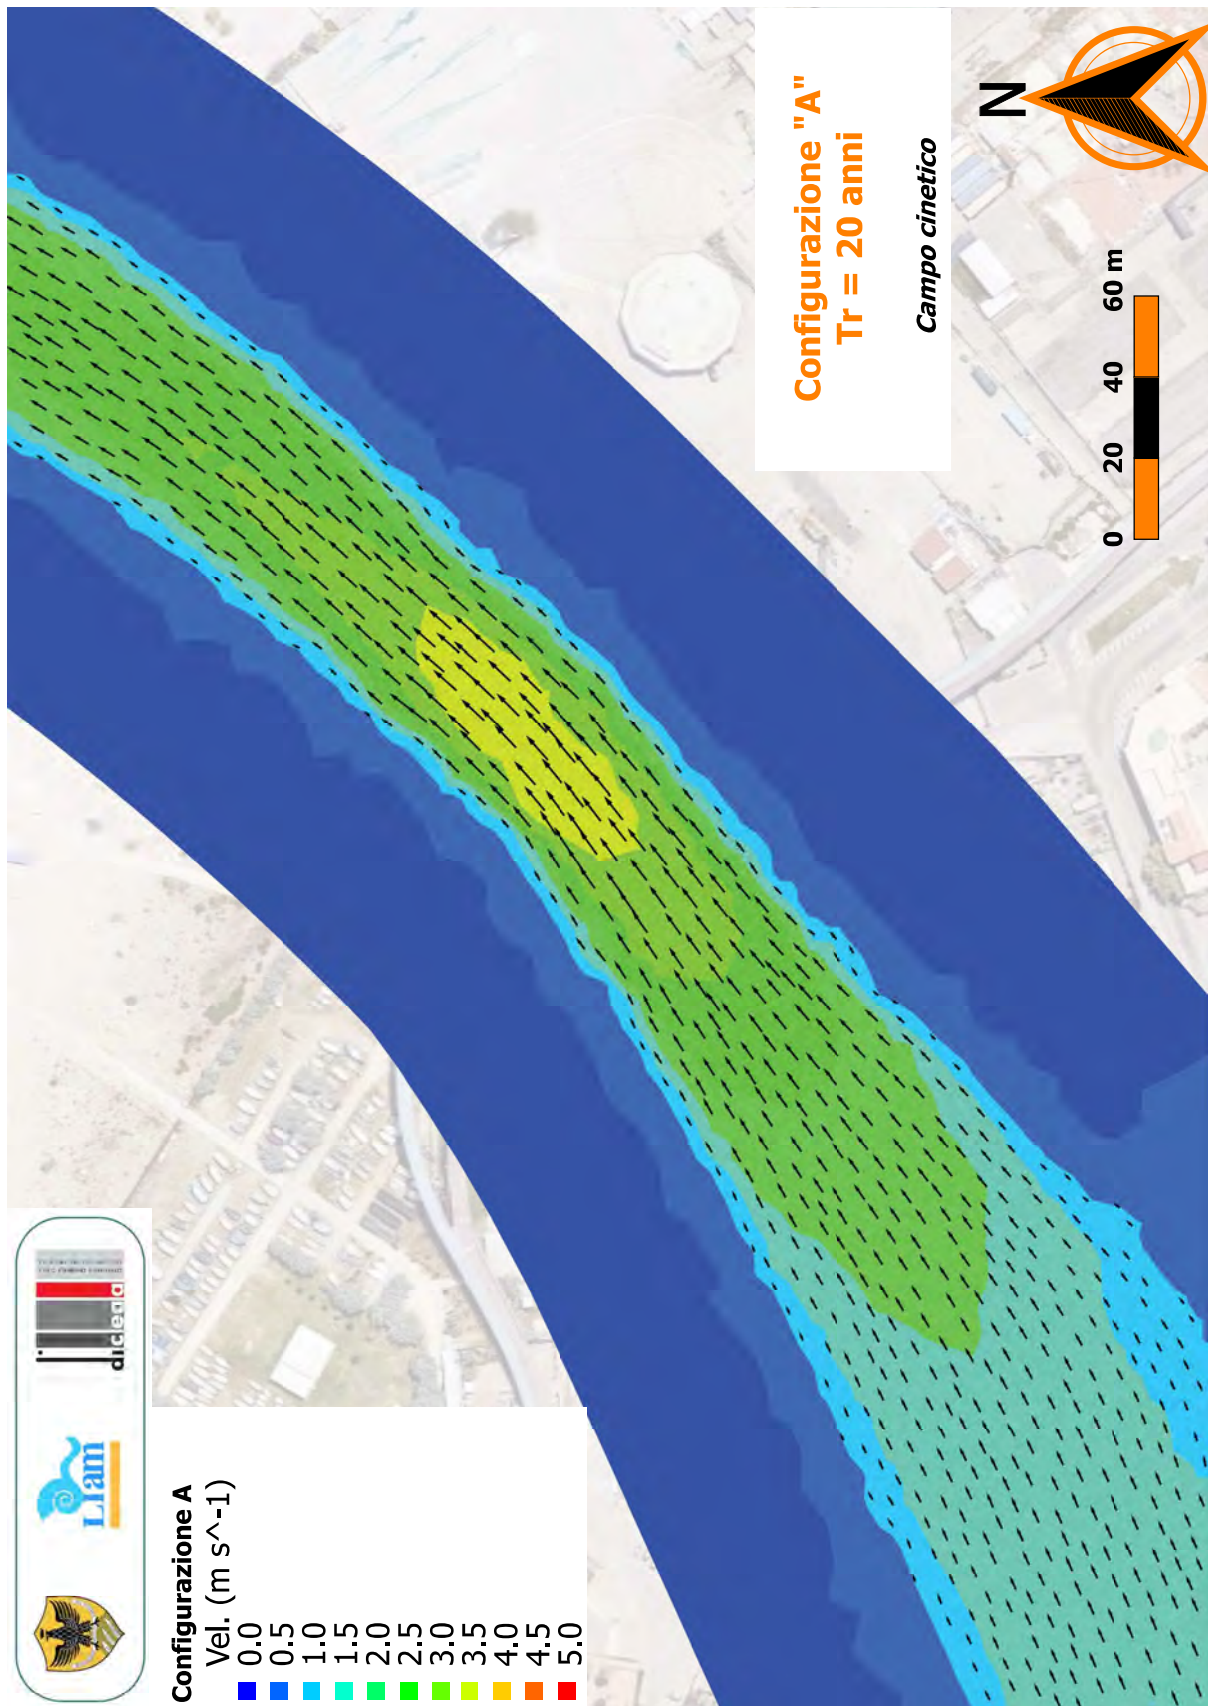 Configurazione "A"
Tr = 20 anni
Campo cinetico
N
0 20 40 60 m
LIam
dicea
Configurazione A
Vel. (m s^-1)
0.0
0.5
1.0
1.5
2.0
2.5
3.0
3.5
4.0
4.5
5.0